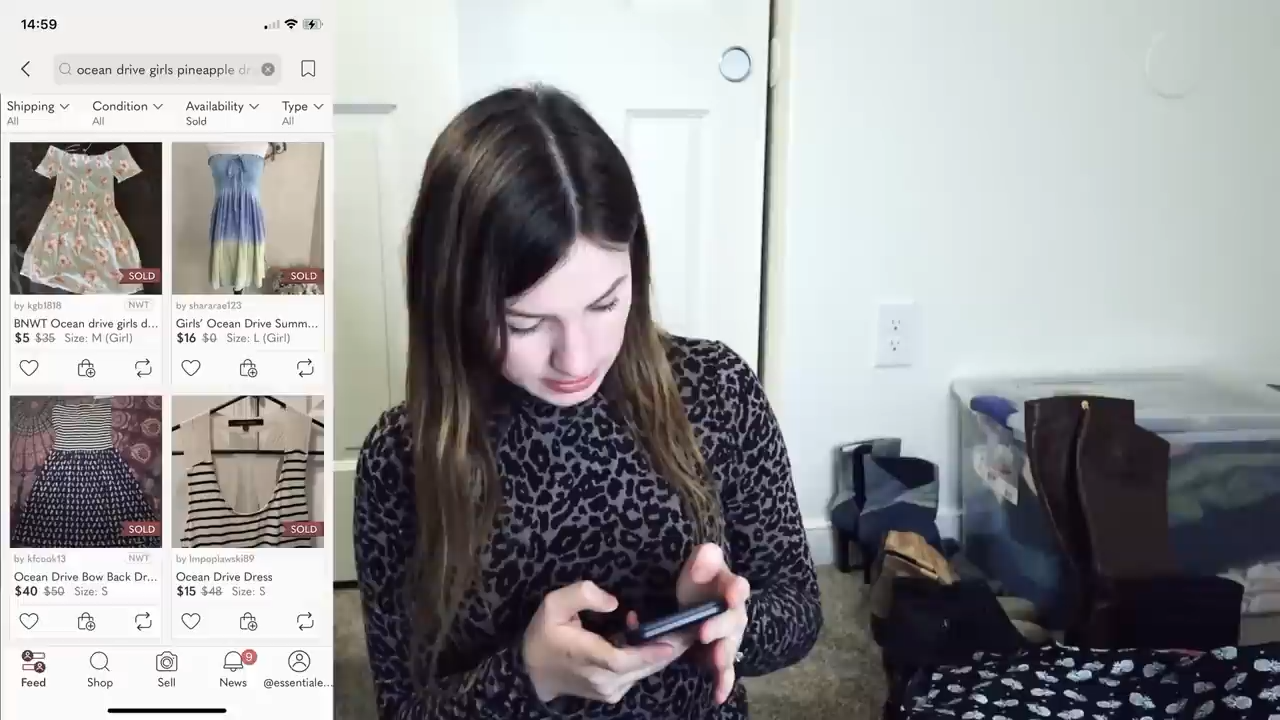 14:59
ocean drive girls pineapple
Shipping Condition Availability Type
All All Sold All
SOLD SOLD
by kgb1818 NWT by shararae123
BNWT Ocean drive girls d... Girls' Ocean Drive Summ...
$5 $35 Size: M (Girl) $16 $0 Size: L (Girl)
SOLD SOLD
by kfcook13 NWT by lmpoplawski89
Ocean Drive Bow Back Dr... Ocean Drive Dress
$40 $50 Size: S $15 $48 Size: S
9
Feed Shop Sell News @essentiale...